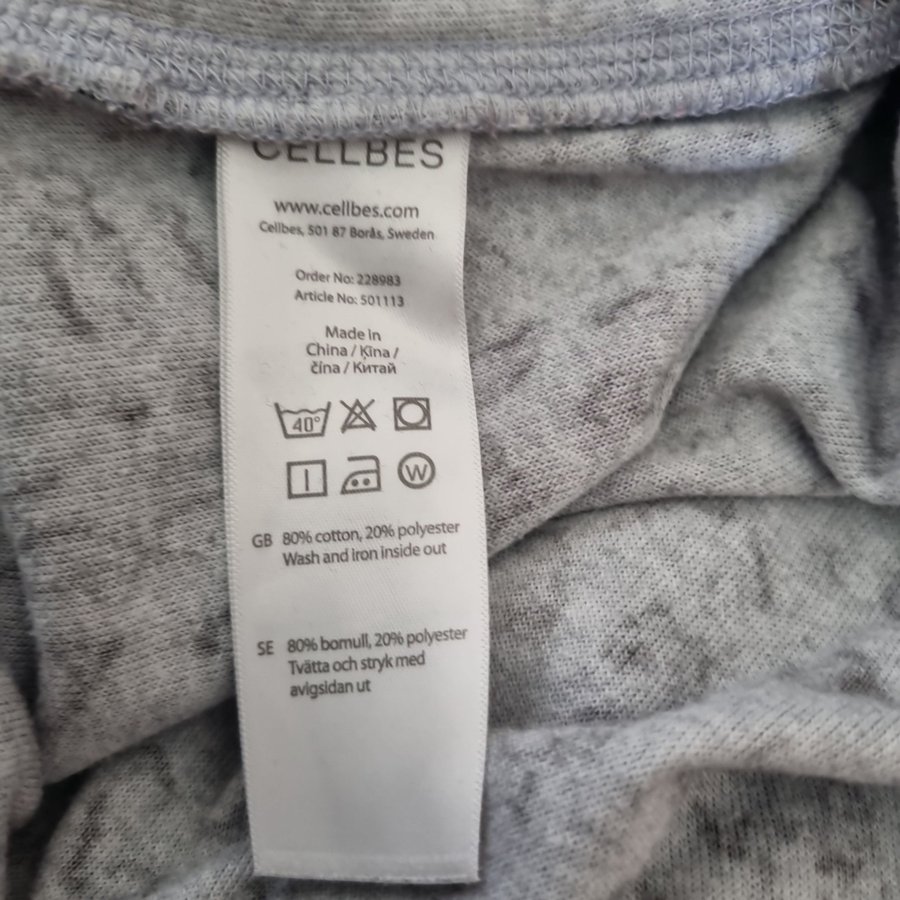 CELLBES
www.cellbes.com
Cellbes, 501 87 Borås, Sweden
Order No: 228983
Article No: 501113
Made in
China / Ķīna /
čína / Китай
40°
W
GB 80% cotton, 20% polyester
Wash and iron inside out
SE 80% bomull, 20% polyester
Tvätta och stryk med
avigsidan ut